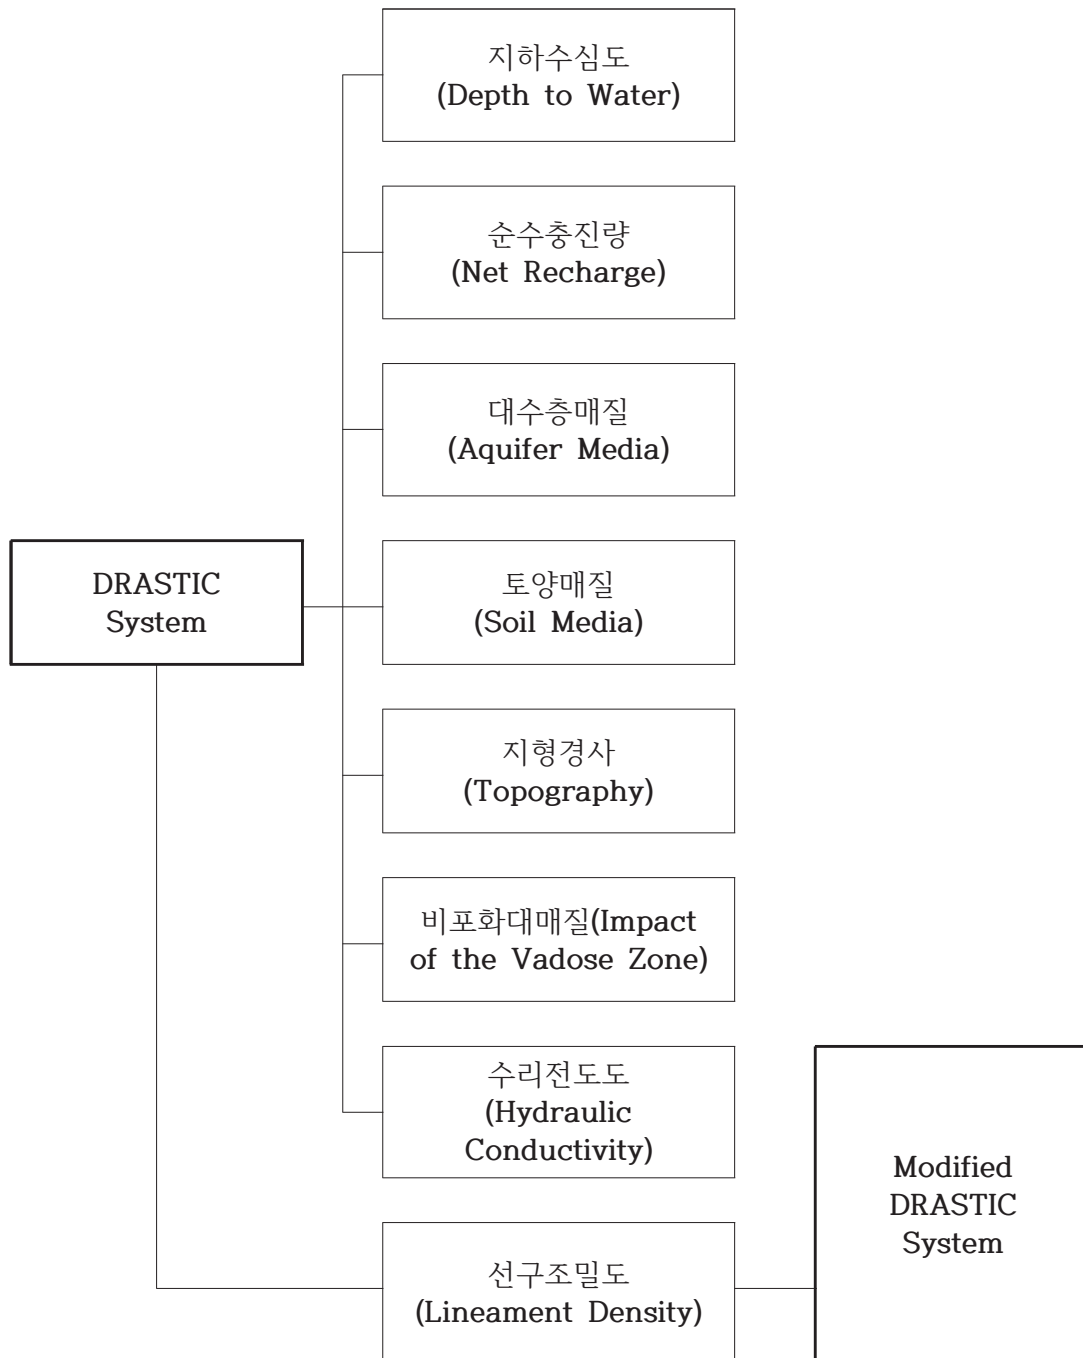 지하수심도
(Depth to Water)
순수충진량
(Net Recharge)
대수층매질
(Aquifer Media)
DRASTIC
System
토양매질
(Soil Media)
지형경사
(Topography)
비포화대매질(Impact
of the Vadose Zone)
수리전도도
(Hydraulic
Conductivity)
Modified
DRASTIC
System
선구조밀도
(Lineament Density)